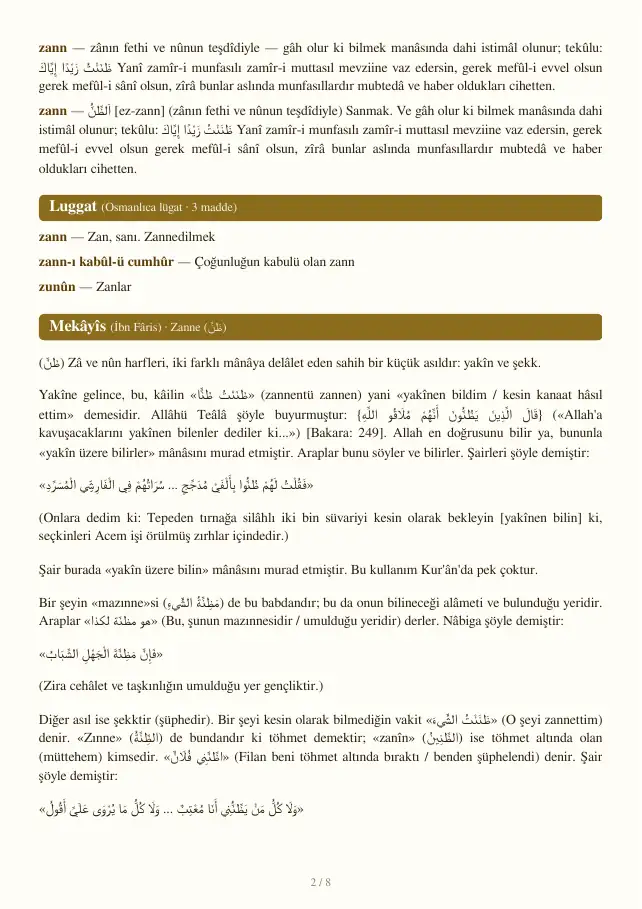 zann — zânın fethi ve nûnun teşdîdiyle — gâh olur ki bilmek manâsında dahi istimâl olunur; tekûlu:
ظَنَنْتُ زَيْدًا إِيَّاكَ Yanî zamîr-i munfasılı zamîr-i muttasıl mevziine vaz edersin, gerek mefûl-i evvel olsun
gerek mefûl-i sânî olsun, zîrâ bunlar aslında munfasıllardır mubtedâ ve haber oldukları cihetten.
zann — اَلظَّنُّ [ez-zann] (zânın fethi ve nûnun teşdîdiyle) Sanmak. Ve gâh olur ki bilmek manâsında dahi
istimâl olunur; tekûlu: ظَنَنْتُ زَيْدًا إِيَّاكَ Yanî zamîr-i munfasılı zamîr-i muttasıl mevziine vaz edersin, gerek
mefûl-i evvel olsun gerek mefûl-i sânî olsun, zîrâ bunlar aslında munfasıllardır mubtedâ ve haber
oldukları cihetten.
Luggat (Osmanlıca lügat · 3 madde)
zann — Zan, sanı. Zannedilmek
zann-ı kabûl-ü cumhûr — Çoğunluğun kabulü olan zann
zunûn — Zanlar
Mekâyîs (İbn Fâris) · Zanne (ظَنَّ)
(ظَنَّ) Zâ ve nûn harfleri, iki farklı mânâya delâlet eden sahih bir küçük asıldır: yakîn ve şekk.
Yakîne gelince, bu, kâilin «ظَنَنْتُ ظَنًّا» (zannentü zannen) yani «yakînen bildim / kesin kanaat hâsıl
ettim» demesidir. Allâhü Teâlâ şöyle buyurmuştur: {قَالَ الَّذِينَ يَظُنُّونَ أَنَّهُمْ مُلَاقُو اللَّهِ} («Allah'a
kavuşacaklarını yakînen bilenler dediler ki...») [Bakara: 249]. Allah en doğrusunu bilir ya, bununla
«yakîn üzere bilirler» mânâsını murad etmiştir. Araplar bunu söyler ve bilirler. Şairleri şöyle demiştir:
«فَقُلْتُ لَهُمْ ظُنُّوا بِأَلْفَيْ مُدَجَّجٍ ... سُرَاتُهُمْ فِي الْفَارِسِيِّ الْمُسَرَّدِ»
(Onlara dedim ki: Tepeden tırnağa silâhlı iki bin süvariyi kesin olarak bekleyin [yakînen bilin] ki,
seçkinleri Acem işi örülmüş zırhlar içindedir.)
Şair burada «yakîn üzere bilin» mânâsını murad etmiştir. Bu kullanım Kur'ân'da pek çoktur.
Bir şeyin «mazınne»si (مَظِنَّةُ الشَّيْءِ) de bu babdandır; bu da onun bilineceği alâmeti ve bulunduğu yeridir.
Araplar «هو مظنة لكذا» (Bu, şunun mazınnesidir / umulduğu yeridir) derler. Nâbiga şöyle demiştir:
«فَإِنَّ مَظِنَّةَ الْجَهْلِ الشَّبَابُ»
(Zira cehâlet ve taşkınlığın umulduğu yer gençliktir.)
Diğer asıl ise şekktir (şüphedir). Bir şeyi kesin olarak bilmediğin vakit «ظَنَنْتُ الشَّيْءَ» (O şeyi zannettim)
denir. «Zınne» (الظِّنَّةُ) de bundandır ki töhmet demektir; «zanîn» (الظَّنِينُ) ise töhmet altında olan
(müttehem) kimsedir. «اظَّنَّنِي فُلَانٌ» (Filan beni töhmet altında bıraktı / benden şüphelendi) denir. Şair
şöyle demiştir:
«وَلَا كُلُّ مَنْ يَظَّنُّنِي أَنَا مُعْتِبٌ ... وَلَا كُلُّ مَا يُرْوَى عَلَيَّ أَقُولُ»
2 / 8